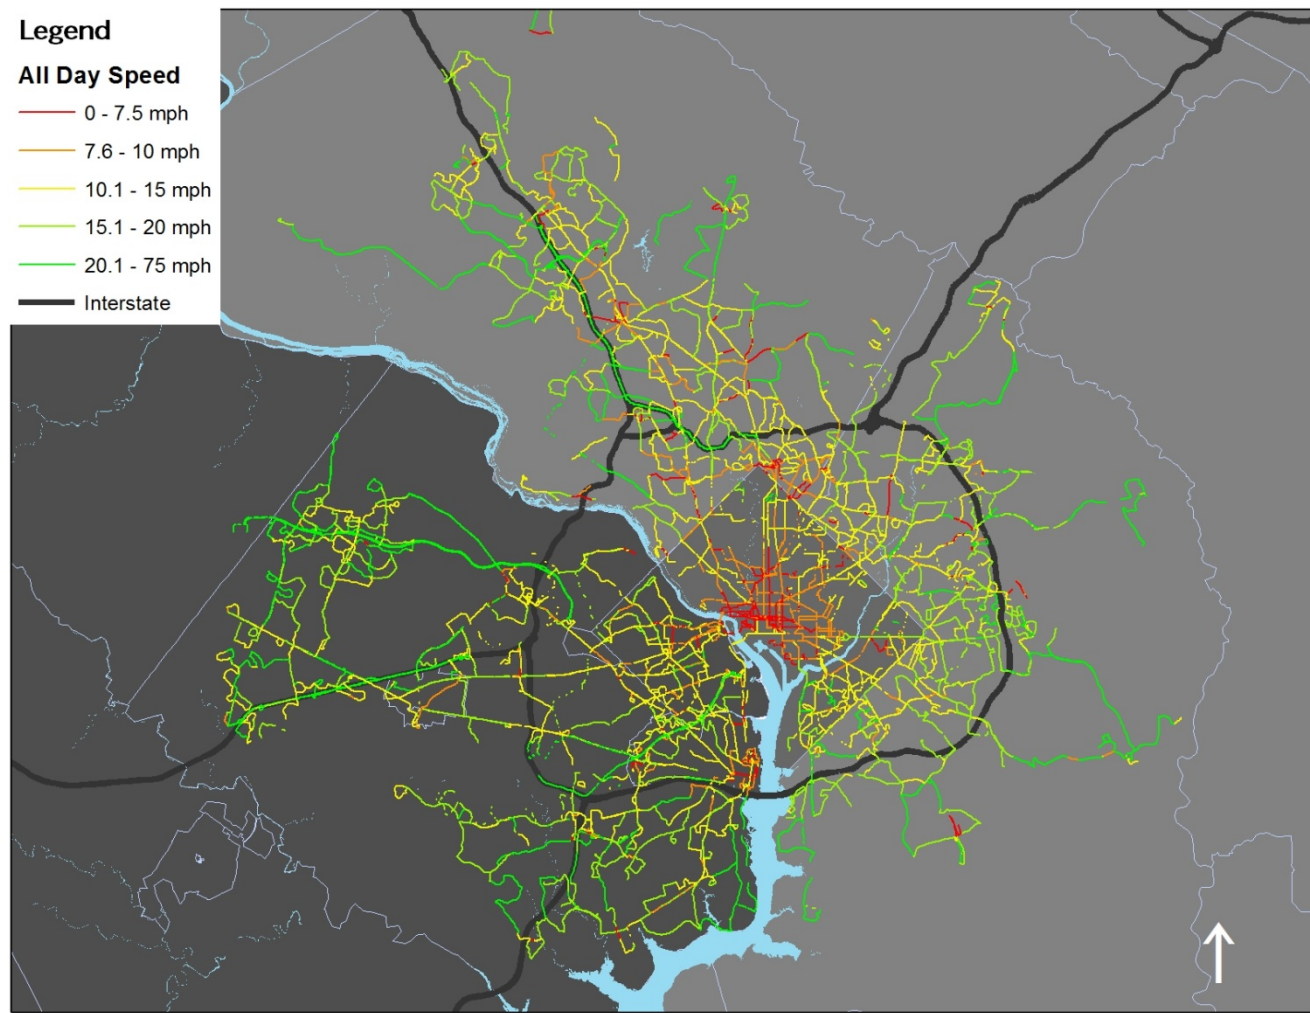 Legend
All Day Speed
0 - 7.5 mph
7.6 - 10 mph
10.1 - 15 mph
15.1 - 20 mph
20.1 - 75 mph
Interstate